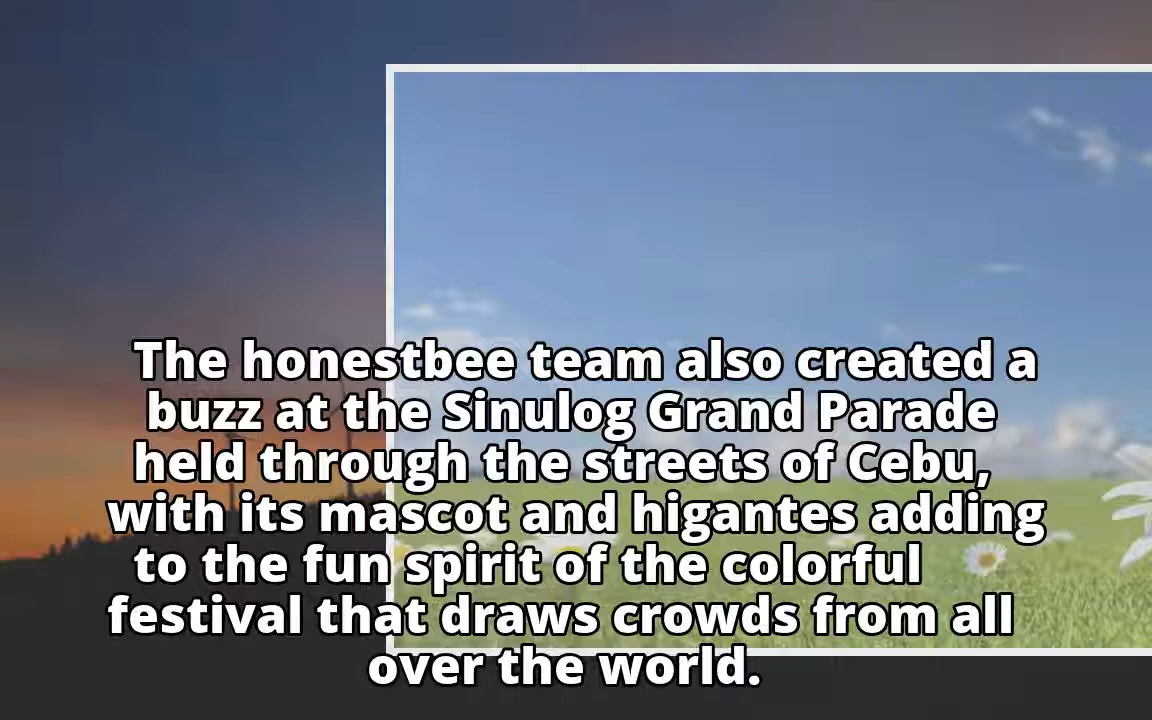 The honestbee team also created a
buzz at the Sinulog Grand Parade
held through the streets of Cebu,
with its mascot and higantes adding
to the fun spirit of the colorful
festival that draws crowds from all
over the world.